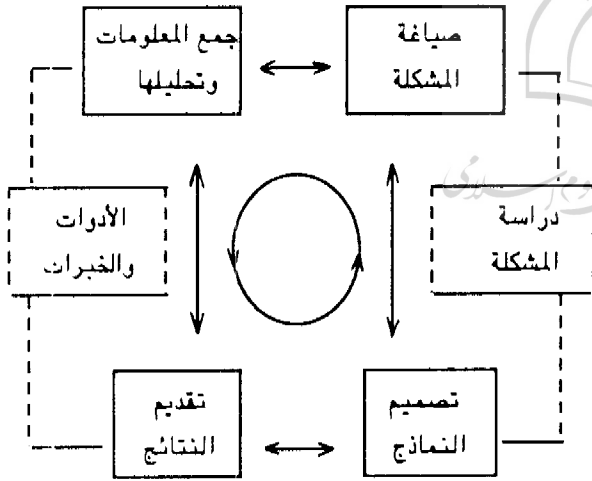 صياغة
المشكلة
جمع المعلومات
وتحليلها
دراسة
المشكلة
الأدوات
والخبرات
تصميم
النماذج
تقديم
النتائج